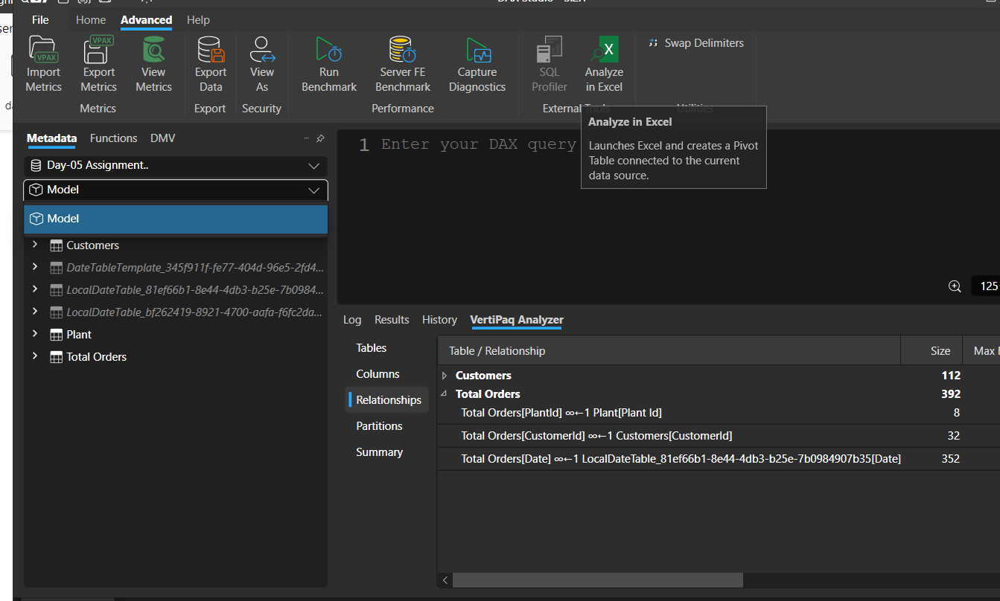 File Home Advanced Help
Import Metrics
Export Metrics
View Metrics
Metrics
Export Data
Export
View As
Security
Run Benchmark
Server FE Benchmark
Capture Diagnostics
Performance
SQL Profiler
Analyze in Excel
External Tools
Swap Delimiters
Utilities
Analyze in Excel
Launches Excel and creates a Pivot
Table connected to the current
data source.
Metadata Functions DMV
Day-05 Assignment..
Model
Model
Customers
DateTableTemplate_345f911f-fe77-404d-96e5-2fd4...
LocalDateTable_81ef66b1-8e44-4db3-b25e-7b0984...
LocalDateTable_bf262419-8921-4700-aafa-f6fc2da...
Plant
Total Orders
1 Enter your DAX query
125
Log Results History VertiPaq Analyzer
Tables
Columns
Relationships
Partitions
Summary
Table / Relationship Size Max
Customers 112
Total Orders 392
Total Orders[PlantId] ∞←1 Plant[Plant Id] 8
Total Orders[CustomerId] ∞←1 Customers[CustomerId] 32
Total Orders[Date] ∞←1 LocalDateTable_81ef66b1-8e44-4db3-b25e-7b0984907b35[Date] 352